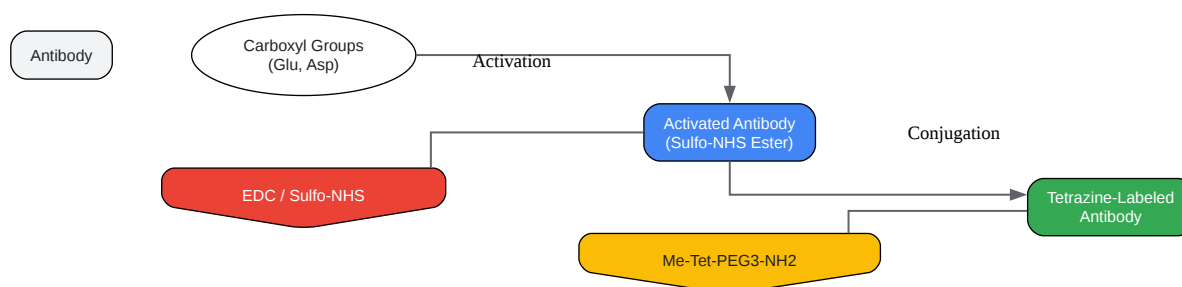 Antibody
Carboxyl Groups
(Glu, Asp)
Activation
Activated Antibody
(Sulfo-NHS Ester)
Conjugation
EDC / Sulfo-NHS
Tetrazine-Labeled
Antibody
Me-Tet-PEG3-NH2